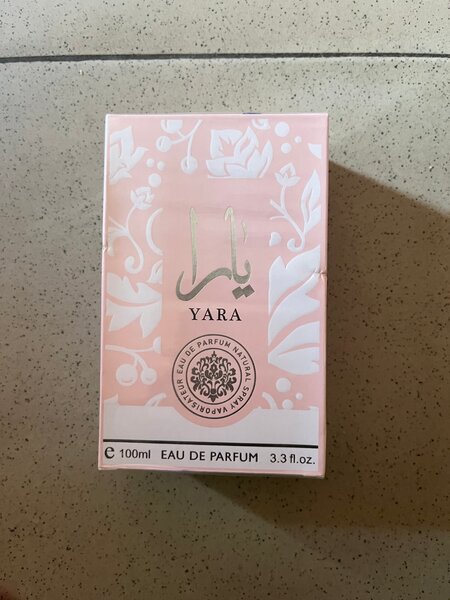 يارا
YARA
EAU DE PARFUM NATURAL SPRAY VAPORISATEUR
e 100ml EAU DE PARFUM 3.3 fl.oz.